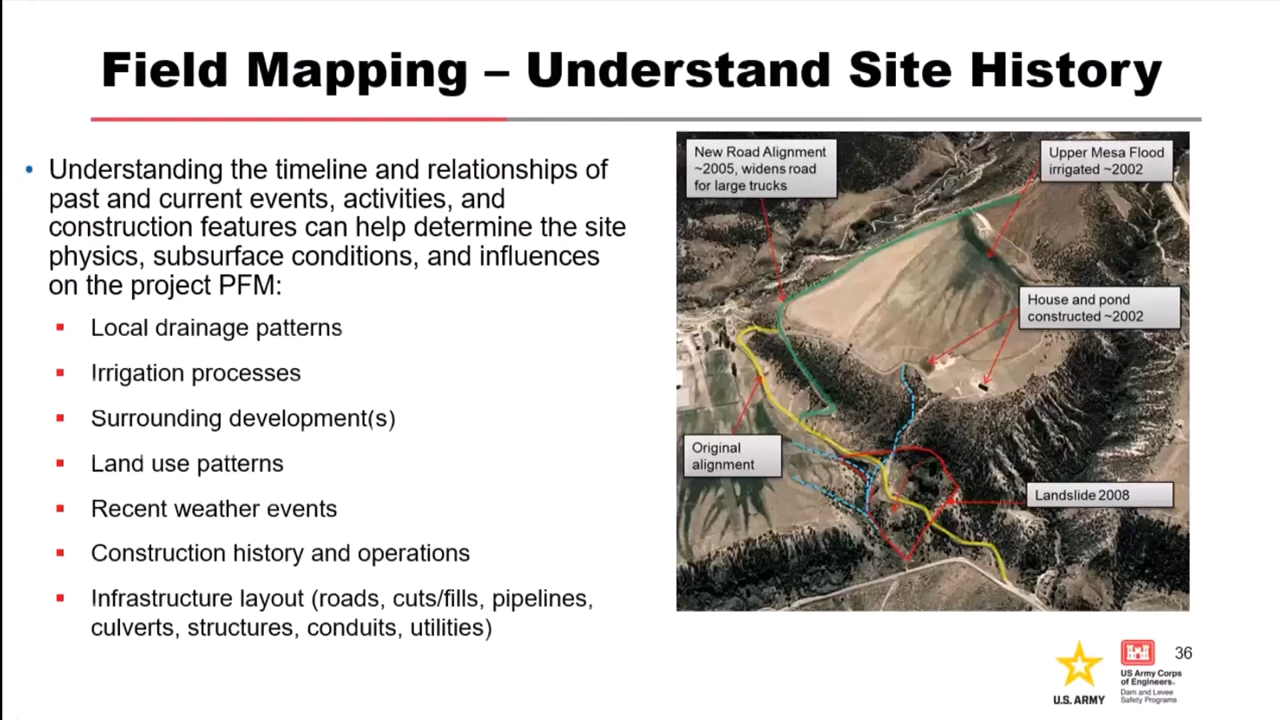 Field Mapping – Understand Site History
Understanding the timeline and relationships of
past and current events, activities, and
construction features can help determine the site
physics, subsurface conditions, and influences
on the project PFM:
Local drainage patterns
Irrigation processes
Surrounding development(s)
Land use patterns
Recent weather events
Construction history and operations
Infrastructure layout (roads, cuts/fills, pipelines,
culverts, structures, conduits, utilities)
New Road Alignment
~2005, widens road
for large trucks
Upper Mesa Flood
irrigated ~2002
House and pond
constructed ~2002
Original
alignment
Landslide 2008
U.S. ARMY
US Army Corps
of Engineers.
Dam and Levee
Safety Programs
36